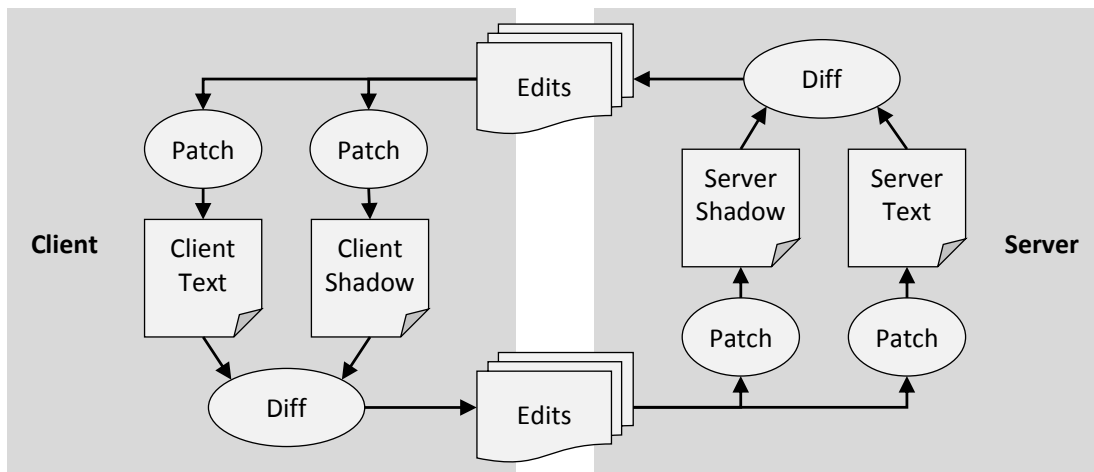 Edits
Diff
Patch
Patch
Server
Shadow
Server
Text
Client
Client
Text
Client
Shadow
Server
Patch
Patch
Diff
Edits